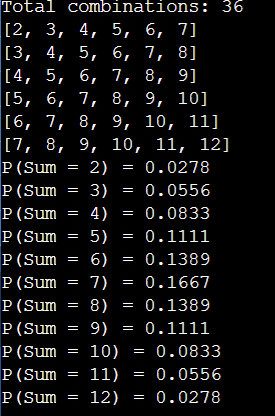 Total combinations: 36
[2, 3, 4, 5, 6, 7]
[3, 4, 5, 6, 7, 8]
[4, 5, 6, 7, 8, 9]
[5, 6, 7, 8, 9, 10]
[6, 7, 8, 9, 10, 11]
[7, 8, 9, 10, 11, 12]
P(Sum = 2) = 0.0278
P(Sum = 3) = 0.0556
P(Sum = 4) = 0.0833
P(Sum = 5) = 0.1111
P(Sum = 6) = 0.1389
P(Sum = 7) = 0.1667
P(Sum = 8) = 0.1389
P(Sum = 9) = 0.1111
P(Sum = 10) = 0.0833
P(Sum = 11) = 0.0556
P(Sum = 12) = 0.0278